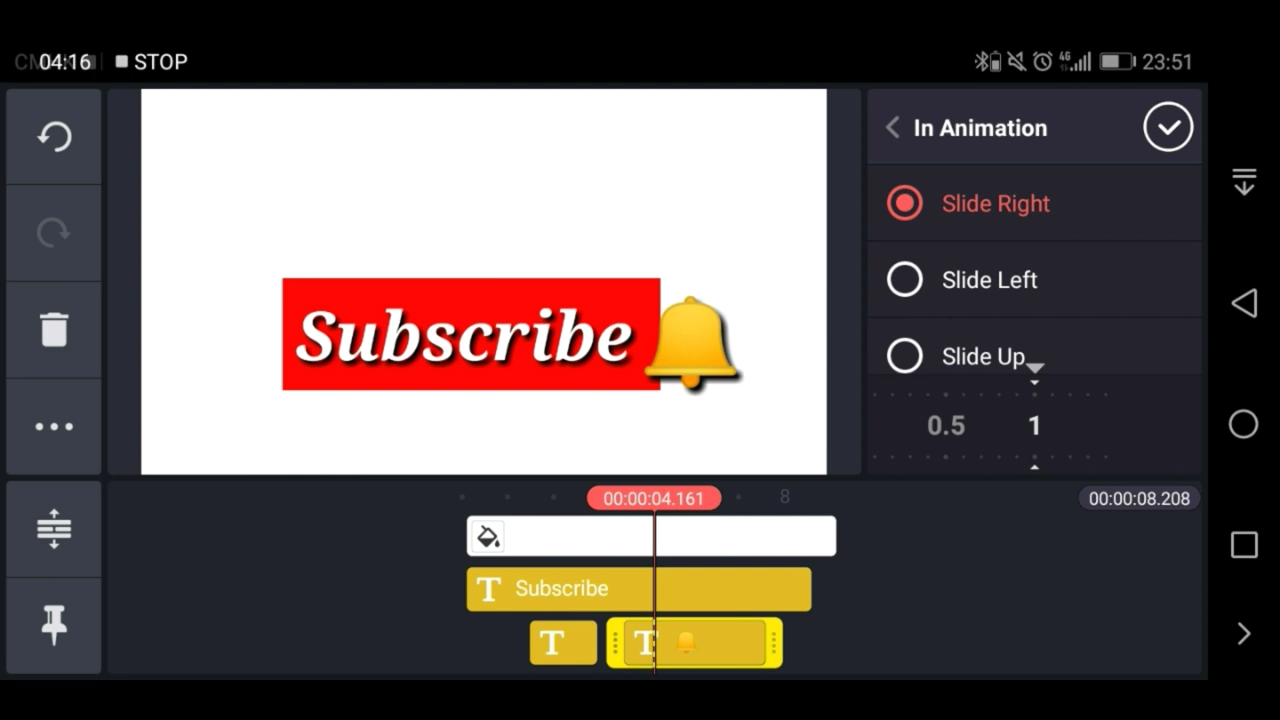 04:16 STOP
4G 23:51
In Animation
Slide Right
Slide Left
Slide Up
0.5 1
Subscribe
00:00:04.161 8 00:00:08.208
T Subscribe
T T